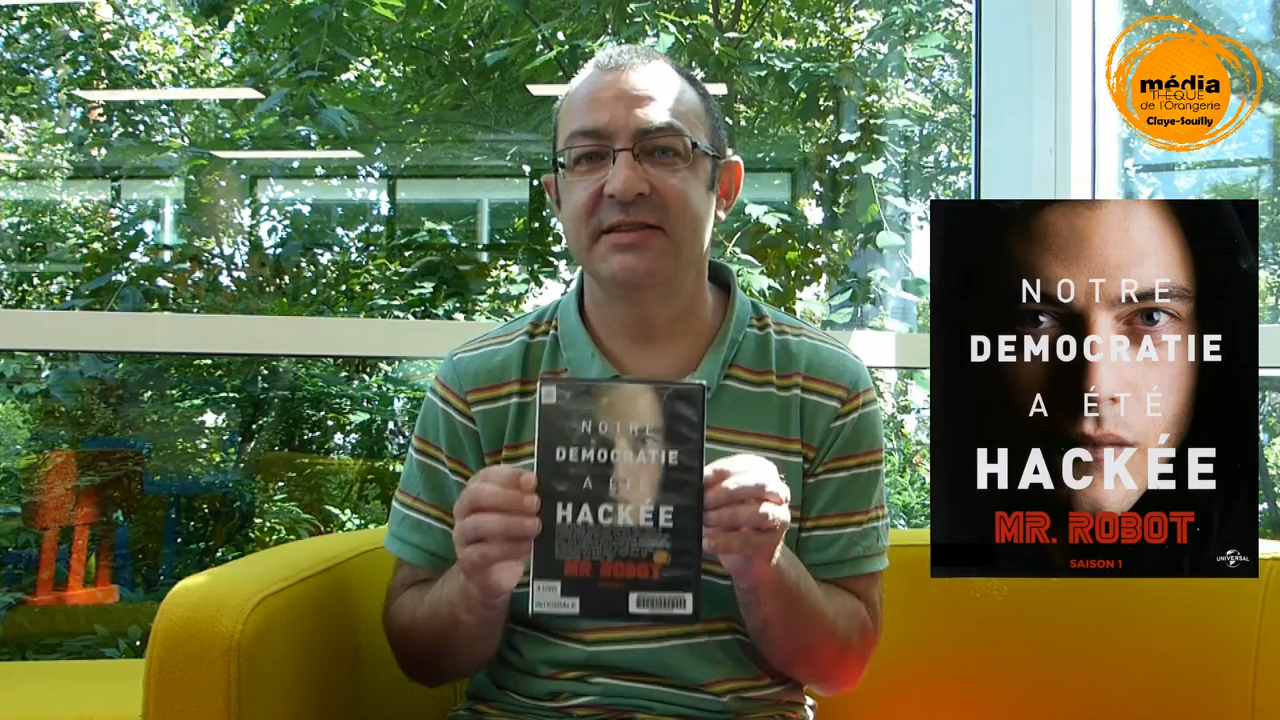 média
THÈQUE
de l'Orangerie
Claye-Souilly
NOTRE
DEMOCRATIE
A ÉTÉ
HACKÉE
MR. ROBOT
SAISON 1
UNIVERSAL
NOTRE
DEMOCRATIE
A ÉTÉ
HACKÉE
MR. ROBOT
INTEGRALE